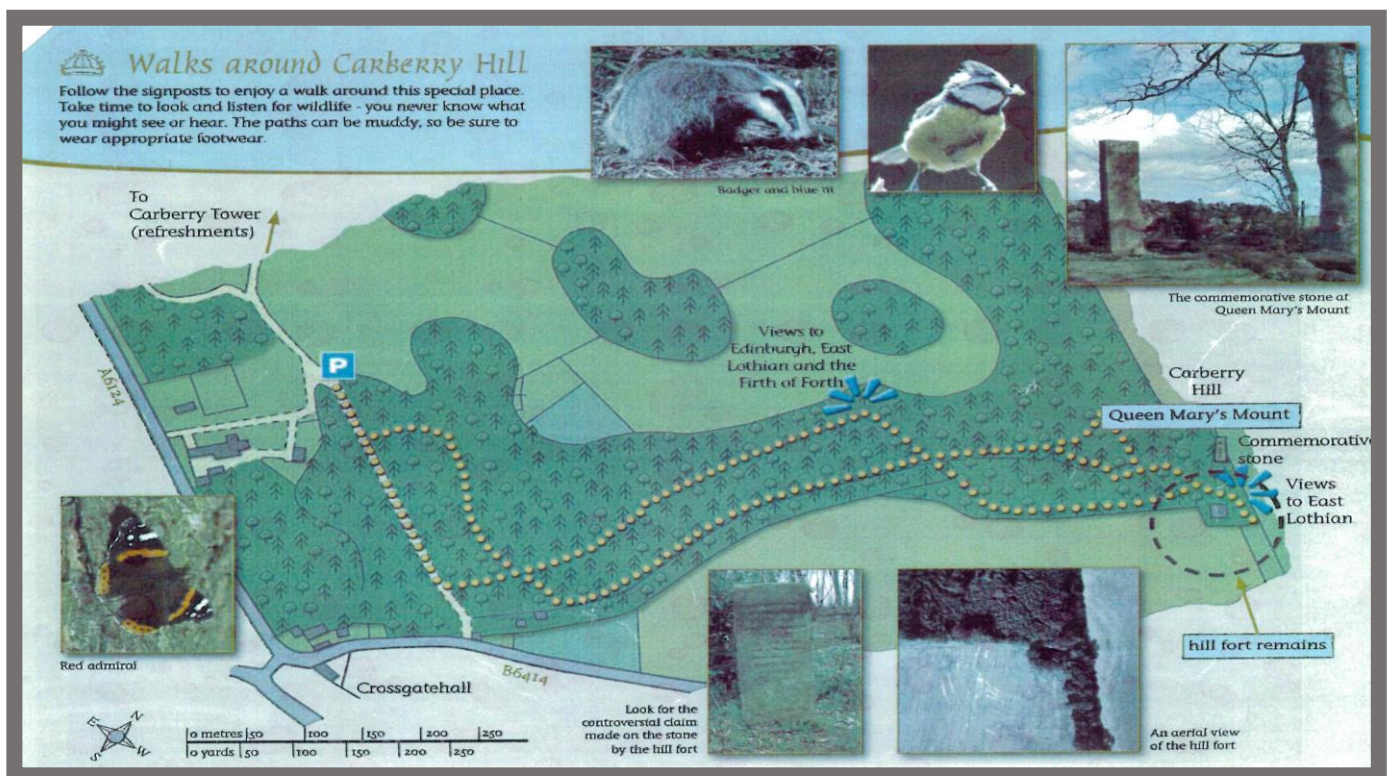 Walks around Carberry Hill
Follow the signposts to enjoy a walk around this special place.
Take time to look and listen for wildlife - you never know what
you might see or hear. The paths can be muddy, so be sure to
wear appropriate footwear.
Badger and blue tit
The commemorative stone at
Queen Mary's Mount
To
Carberry Tower
(refreshments)
P
A6124
Views to
Edinburgh, East
Lothian and the
Firth of Forth
Carberry
Hill
Queen Mary's Mount
Commemorative
stone
Views
to East
Lothian
hill fort remains
Red admiral
Crossgatehall
B6414
Look for the
controversial claim
made on the stone
by the hill fort
An aerial view
of the hill fort
N
E
W
S
0 metres 50 100 150 200 250
0 yards 50 100 150 200 250